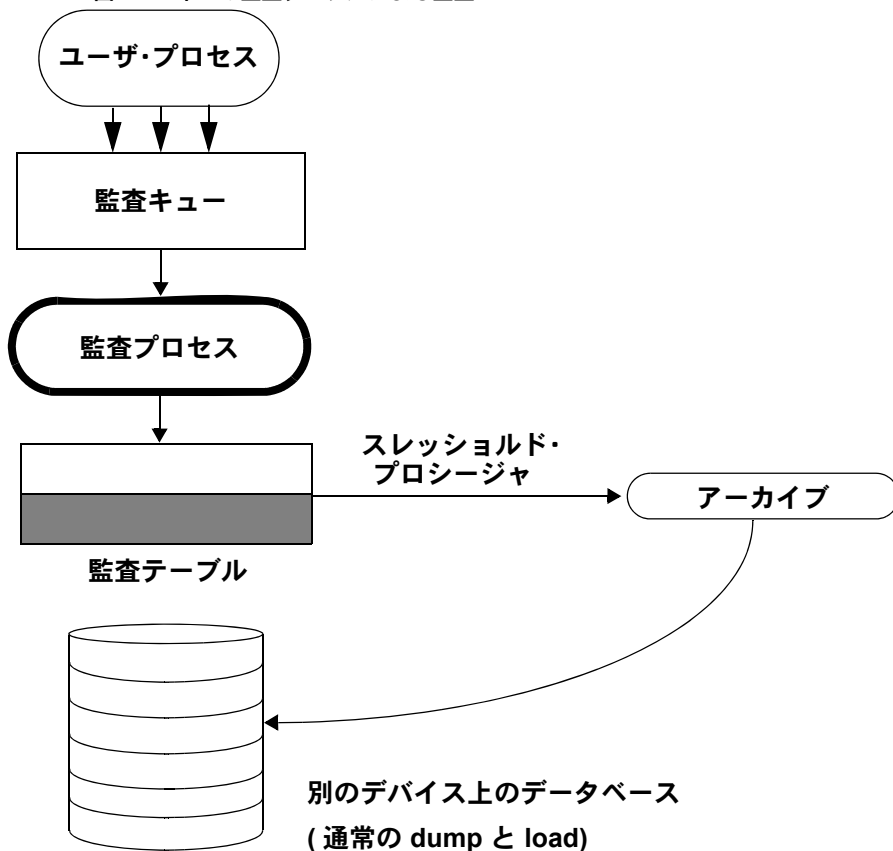 ユーザ・プロセス
監査キュー
監査プロセス
スレッショルド・
プロシージャ
アーカイブ
監査テーブル
別のデバイス上のデータベース
( 通常の dump と load)